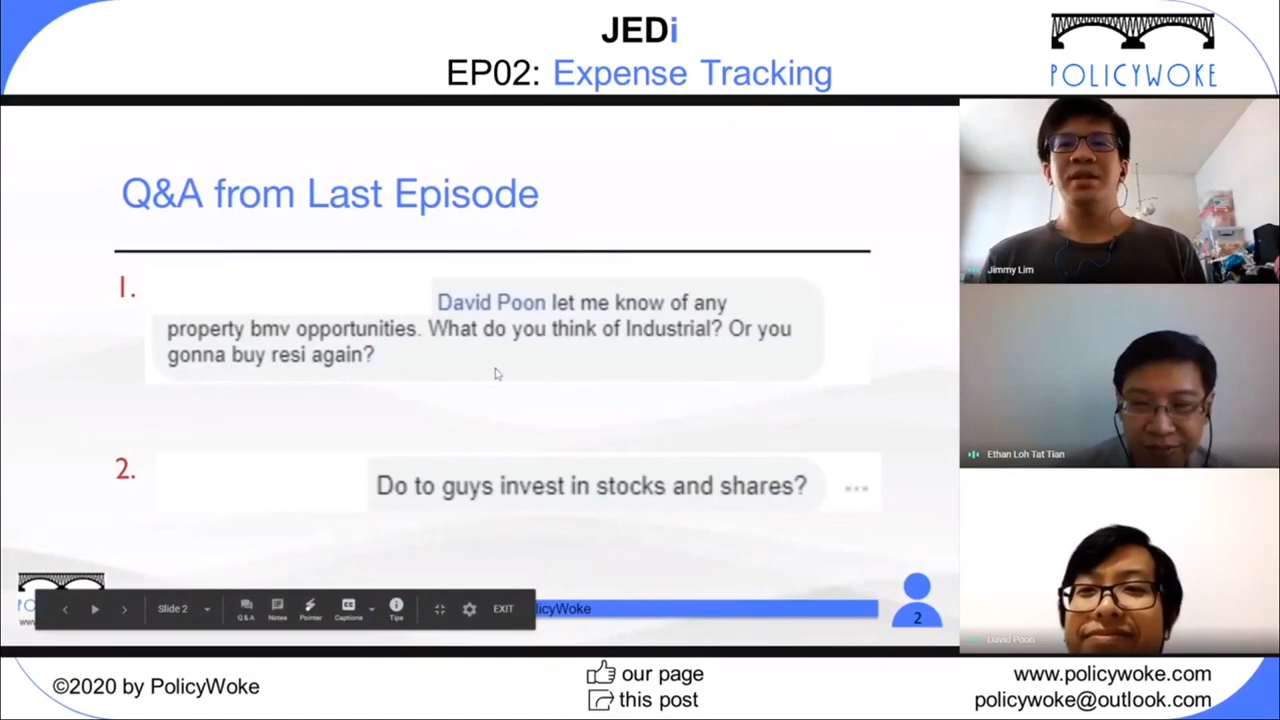 JEDi
EP02: Expense Tracking
POLICYWOKE
Q&A from Last Episode
1.
David Poon let me know of any
property bmv opportunities. What do you think of Industrial? Or you
gonna buy resi again?
2.
Do to guys invest in stocks and shares?
Jimmy Lim
Ethan Loh Tat Tian
David Poon
Slide 2
Q&A
Notes
Pointer
Captions
Tips
EXIT
licyWoke
2
©2020 by PolicyWoke
our page
this post
www.policywoke.com
policywoke@outlook.com